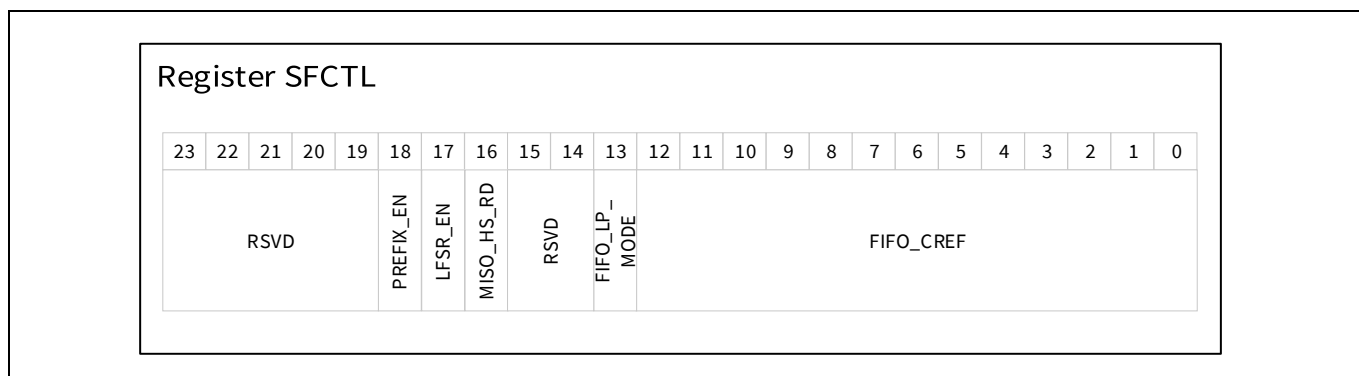 Register SFCTL
23 22 21 20 19 18 17 16 15 14 13 12 11 10 9 8 7 6 5 4 3 2 1 0
RSVD
PREFIX_EN
LFSR_EN
MISO_HS_RD
RSVD
FIFO_LP_
MODE
FIFO_CREF